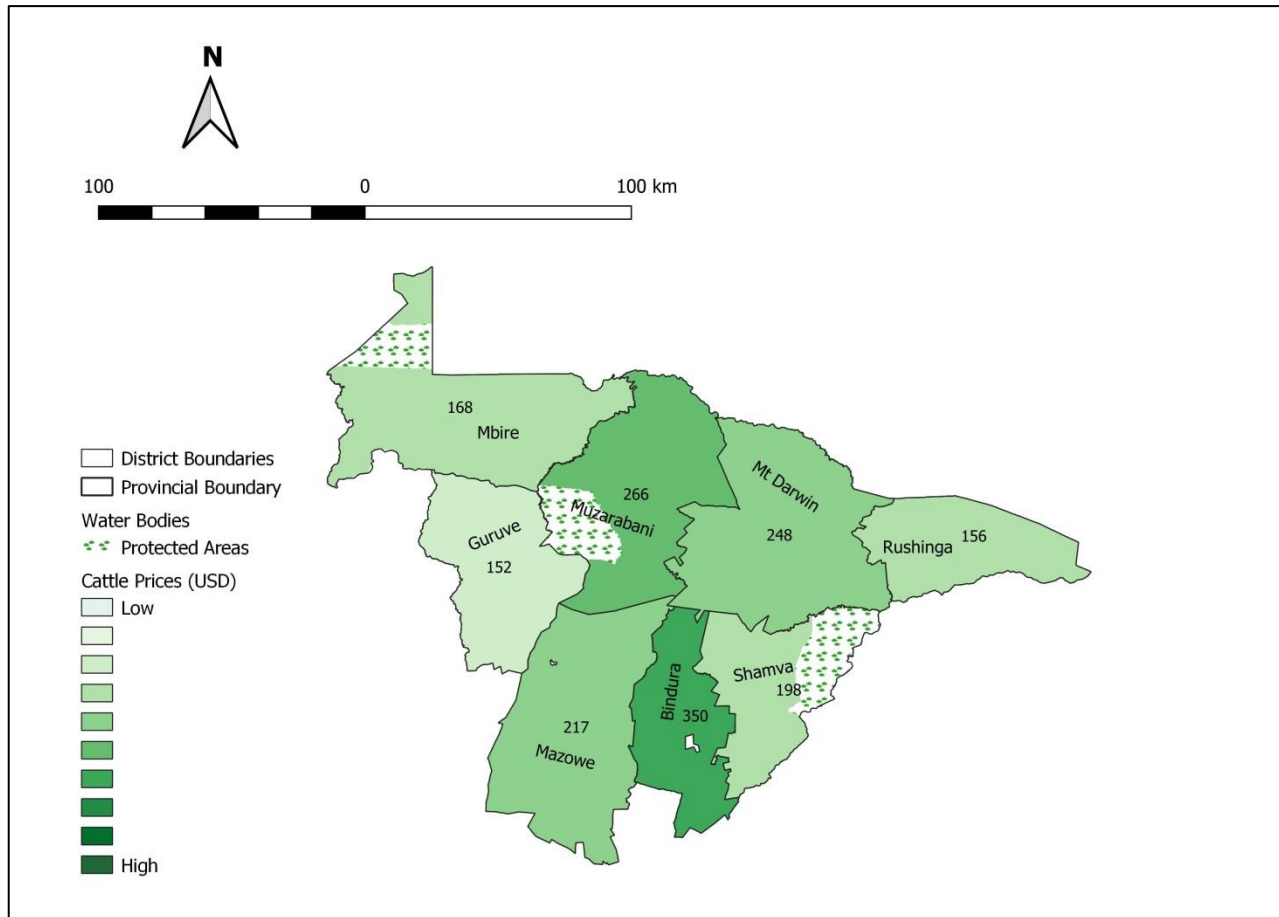 N
100 0 100 km
168
Mbire
266
Muzarabani
Mt Darwin
248
Guruve
152
156
Rushinga
District Boundaries
Provincial Boundary
Water Bodies
Protected Areas
Cattle Prices (USD)
Low
High
Shamva
198
Bindura
350
217
Mazowe